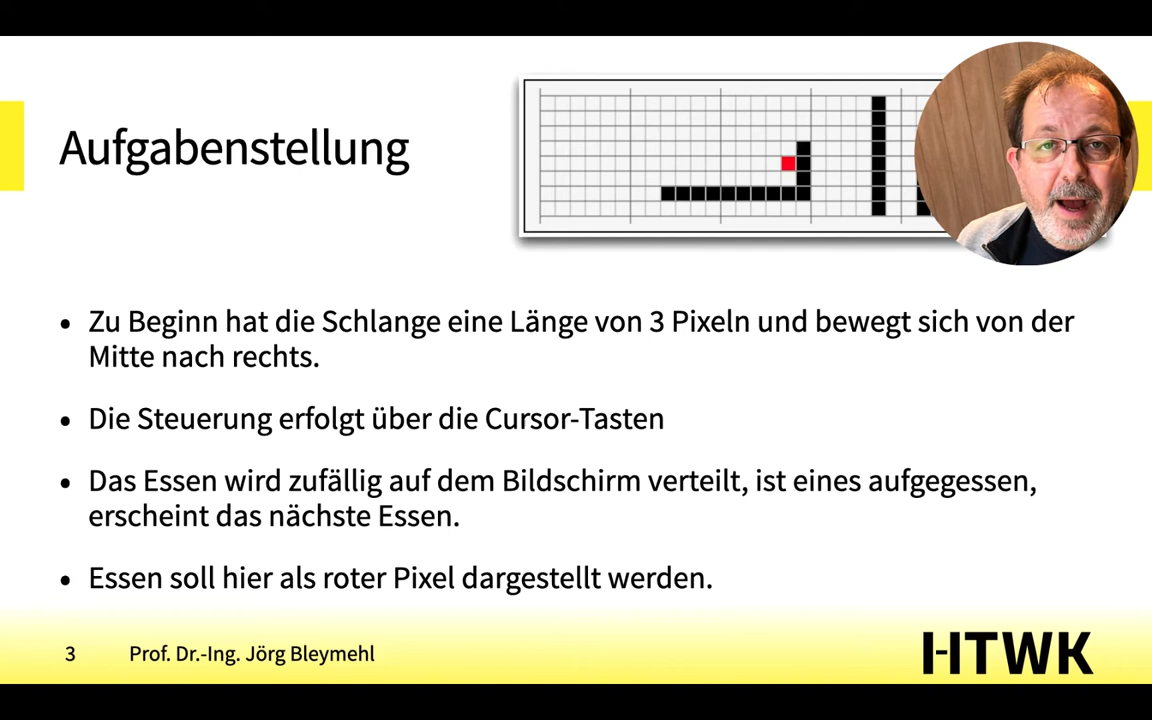 Aufgabenstellung
• Zu Beginn hat die Schlange eine Länge von 3 Pixeln und bewegt sich von der
Mitte nach rechts.
• Die Steuerung erfolgt über die Cursor-Tasten
• Das Essen wird zufällig auf dem Bildschirm verteilt, ist eines aufgegessen,
erscheint das nächste Essen.
• Essen soll hier als roter Pixel dargestellt werden.
3 Prof. Dr.-Ing. Jörg Bleymehl
HTWK